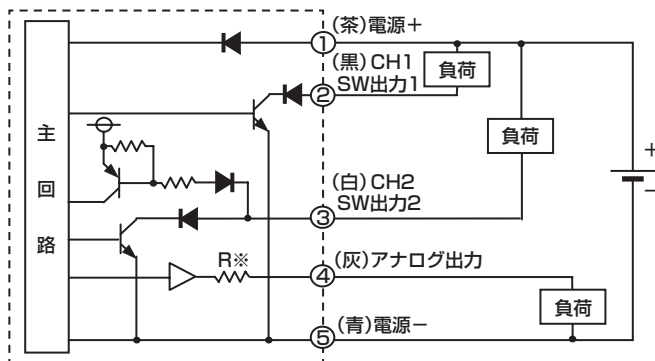 (茶)電源＋
①
(黒)CH1
SW出力1
②
負荷
負荷
主
回
路
＋
−
(白)CH2
SW出力2
③
R※
(灰)アナログ出力
④
負荷
(青)電源−
⑤